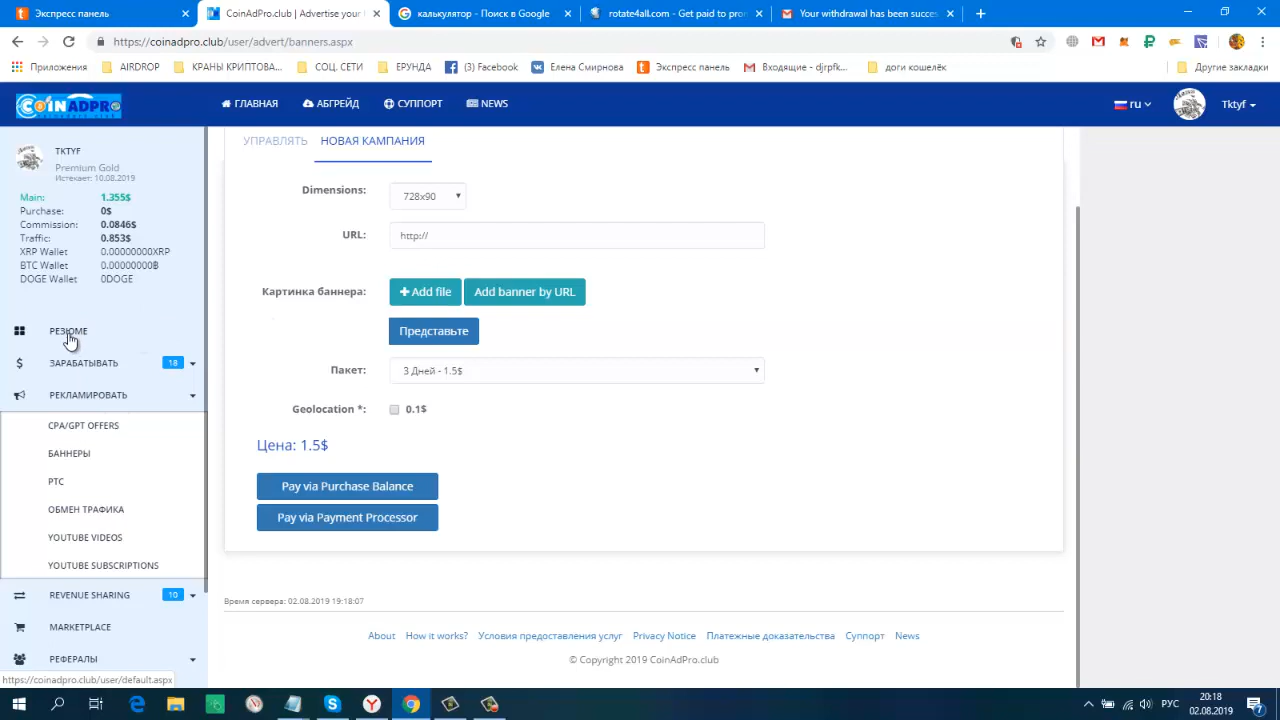 Экспресс панель
CoinAdPro.club | Advertise your
калькулятор - Поиск в Google
rotate4all.com - Get paid to pro
Your withdrawal has been succes
https://coinadpro.club/user/advert/banners.aspx
Приложения
AIRDROP
КРАНЫ КРИПТОВА...
СОЦ. СЕТИ
ЕРУНДА
(3) Facebook
Елена Смирнова
Экспресс панель
Входящие - djrpfk...
доги кошелёк
Другие закладки
COINADPRO
ГЛАВНАЯ
АБГРЕЙД
СУППОРТ
NEWS
ru
Tktyf
TKTYF
Premium Gold
Истекает: 10.08.2019
Main: 1.355$
Purchase: 0$
Commission: 0.0846$
Traffic: 0.853$
XRP Wallet 0.00000000XRP
BTC Wallet 0.00000000฿
DOGE Wallet 0DOGE
РЕЗЮМЕ
ЗАРАБАТЫВАТЬ 18
РЕКЛАМИРОВАТЬ
CPA/GPT OFFERS
БАННЕРЫ
PTC
ОБМЕН ТРАФИКА
YOUTUBE VIDEOS
YOUTUBE SUBSCRIPTIONS
REVENUE SHARING 10
MARKETPLACE
РЕФЕРАЛЫ
https://coinadpro.club/user/default.aspx
УПРАВЛЯТЬ
НОВАЯ КАМПАНИЯ
Dimensions: 728x90
URL: http://
Картинка баннера: + Add file Add banner by URL
Представьте
Пакет: 3 Дней - 1.5$
Geolocation *: 0.1$
Цена: 1.5$
Pay via Purchase Balance
Pay via Payment Processor
Время сервера: 02.08.2019 19:18:07
About How it works? Условия предоставления услуг Privacy Notice Платежные доказательства Суппорт News
© Copyright 2019 CoinAdPro.club
РУС
20:18
02.08.2019
7